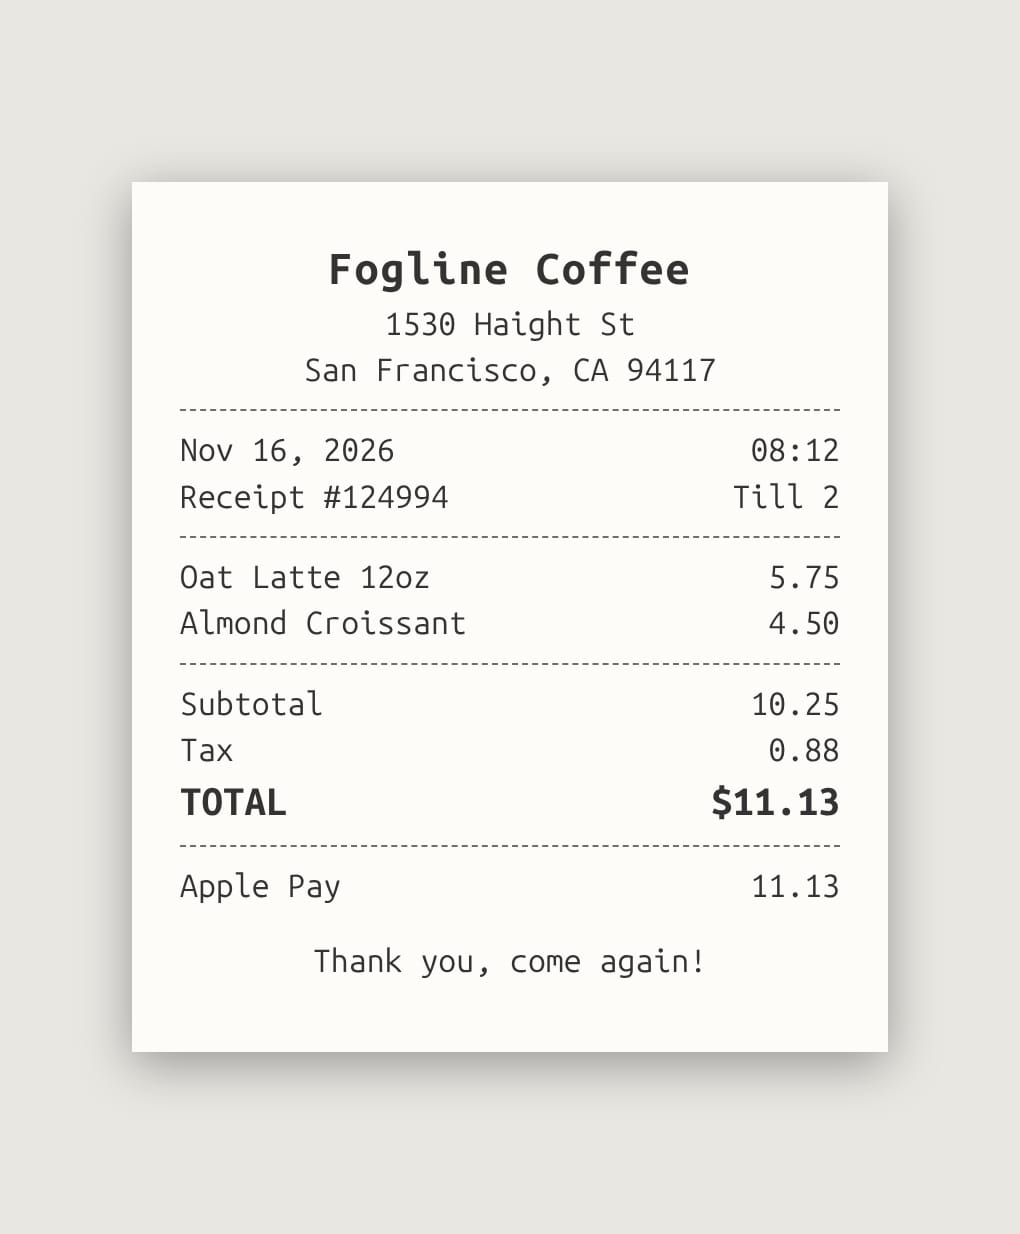 Fogline Coffee
1530 Haight St
San Francisco, CA 94117
Nov 16, 2026 08:12
Receipt #124994 Till 2
Oat Latte 12oz 5.75
Almond Croissant 4.50
Subtotal 10.25
Tax 0.88
TOTAL $11.13
Apple Pay 11.13
Thank you, come again!